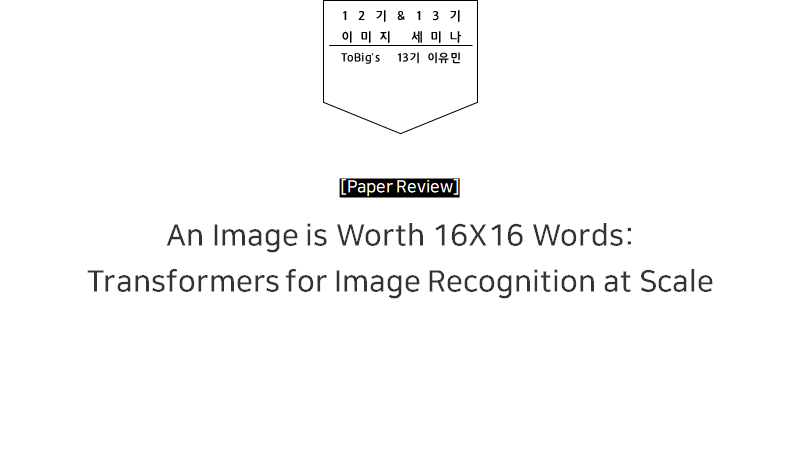 12기&13기
이미지 세미나
ToBig's 13기 이유민
[Paper Review]
An Image is Worth 16X16 Words:
Transformers for Image Recognition at Scale